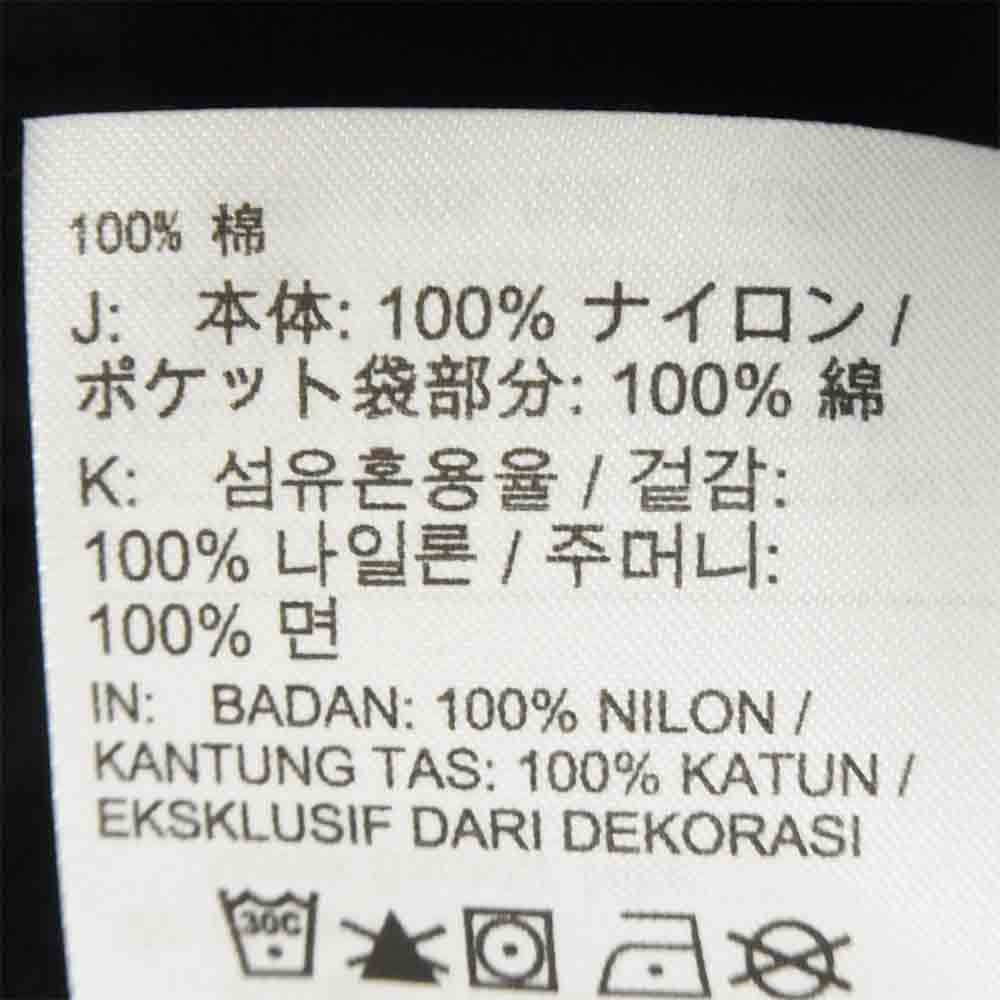 100% 棉
J: 本体: 100% ナイロン /
ポケット袋部分: 100% 綿
K: 섬유혼용율 / 겉감:
100% 나일론 / 주머니:
100% 면
IN: BADAN: 100% NILON /
KANTUNG TAS: 100% KATUN /
EKSKLUSIF DARI DEKORASI
30C